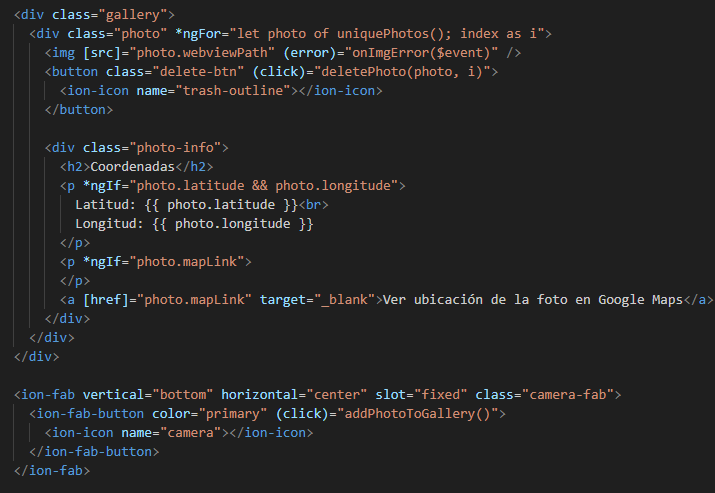 <div class="gallery">
  <div class="photo" *ngFor="let photo of uniquePhotos(); index as i">
    <img [src]="photo.webviewPath" (error)="onImgError($event)" />
    <button class="delete-btn" (click)="deletePhoto(photo, i)">
      <ion-icon name="trash-outline"></ion-icon>
    </button>

    <div class="photo-info">
      <h2>Coordenadas</h2>
      <p *ngIf="photo.latitude && photo.longitude">
        Latitud: {{ photo.latitude }}<br>
        Longitud: {{ photo.longitude }}
      </p>
      <p *ngIf="photo.mapLink">
      </p>
      <a [href]="photo.mapLink" target="_blank">Ver ubicación de la foto en Google Maps</a>
    </div>
  </div>
</div>

<ion-fab vertical="bottom" horizontal="center" slot="fixed" class="camera-fab">
  <ion-fab-button color="primary" (click)="addPhotoToGallery()">
    <ion-icon name="camera"></ion-icon>
  </ion-fab-button>
</ion-fab>